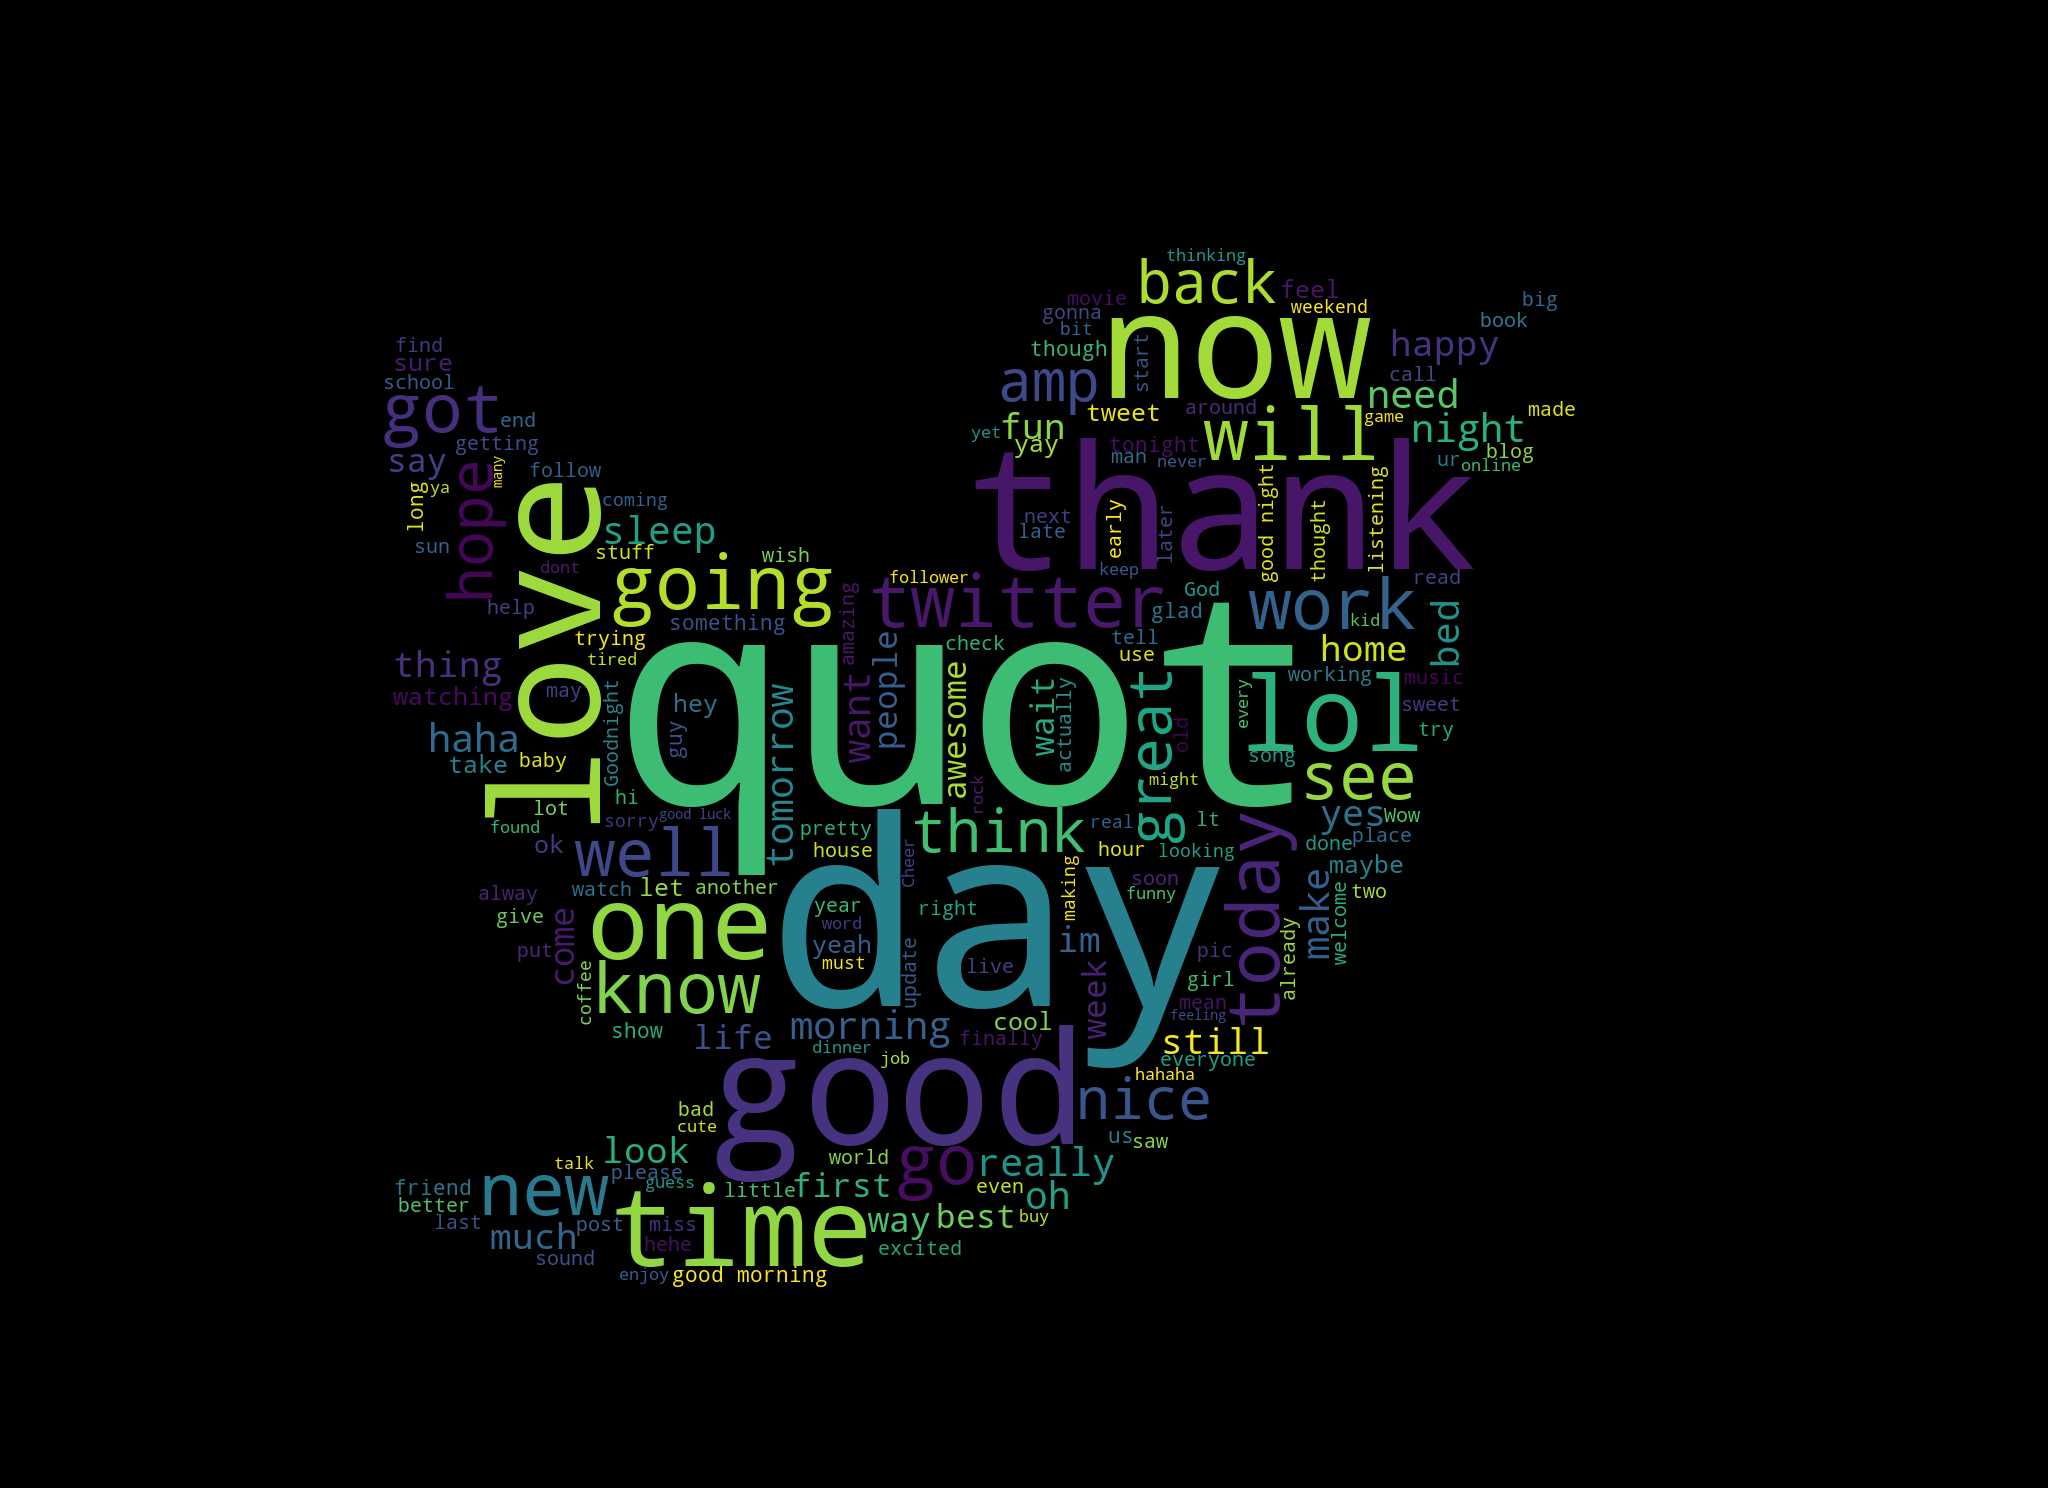 thinking
back
feel
movie
weekend
big
gonna
book
bit
now
find
though
start
happy
sure
call
school
amp
need
got
tweet
around
game
made
end
fun
will
night
yet
yay
tonight
getting
say
man
never
ur
blog
online
many
follow
thank
hope
long
ya
love
coming
next
late
early
later
good night
thought
listening
sleep
sun
stuff
wish
dont
going
follower
keep
read
help
twitter
God
glad
work
kid
something
amazing
bed
trying
people
check
tell
home
tired
use
thing
quot
watching
may
hey
guy
Goodnight
tomorrow
want
awesome
wait
actually
great
old
every
lol
working
music
sweet
try
haha
take
baby
song
see
might
rock
hi
lot
found
sorry
good luck
pretty
think
real
lt
yes
Wow
place
ok
well
house
Cheer
hour
looking
done
maybe
watch
let
another
day
making
soon
funny
today
make
welcome
two
alway
give
come
one
year
word
right
yeah
im
put
must
update
live
week
pic
already
girl
coffee
know
mean
feeling
show
life
morning
cool
finally
still
dinner
job
everyone
good
hahaha
nice
bad
cute
us
saw
look
world
go
really
talk
please
guess
friend
better
new
little
first
even
oh
last
post
miss
time
way
best
buy
much
hehe
excited
sound
enjoy
good morning